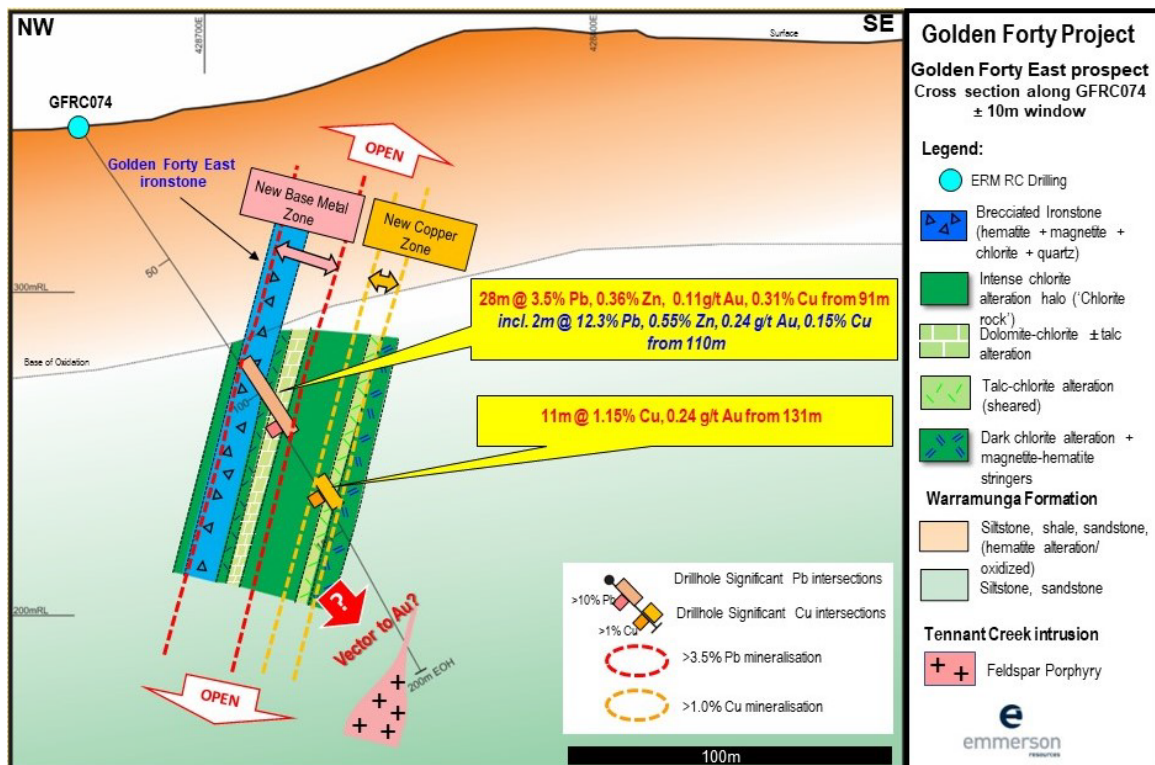 NW
SE
428700E
Surface
GFRC074
OPEN
Golden Forty East
ironstone
New Base Metal
Zone
New Copper
Zone
50
300mRL
28m @ 3.5% Pb, 0.36% Zn, 0.11g/t Au, 0.31% Cu from 91m
incl. 2m @ 12.3% Pb, 0.55% Zn, 0.24 g/t Au, 0.15% Cu
from 110m
Base of Oxidation
100
11m @ 1.15% Cu, 0.24 g/t Au from 131m
?
Vector to Au?
200mRL
200m EOH
OPEN
Drillhole Significant Pb intersections
>10% Pb
Drillhole Significant Cu intersections
>1% Cu
>3.5% Pb mineralisation
>1.0% Cu mineralisation
100m
Golden Forty Project
Golden Forty East prospect
Cross section along GFRC074
± 10m window
Legend:
ERM RC Drilling
Brecciated Ironstone
(hematite + magnetite +
chlorite + quartz)
Intense chlorite
alteration halo ('Chlorite
rock')
Dolomite-chlorite ± talc
alteration
Talc-chlorite alteration
(sheared)
Dark chlorite alteration +
magnetite-hematite
stringers
Warramunga Formation
Siltstone, shale, sandstone,
(hematite alteration/
oxidized)
Siltstone, sandstone
Tennant Creek intrusion
Feldspar Porphyry
emmerson
resources